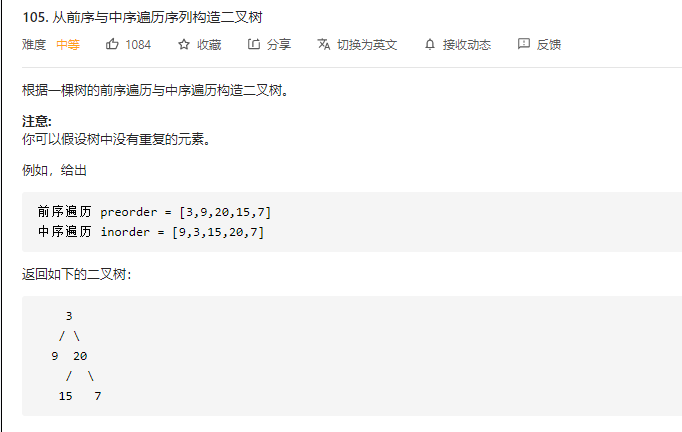 105. 从前序与中序遍历序列构造二叉树
难度 中等 1084 收藏 分享 切换为英文 接收动态 反馈
根据一棵树的前序遍历与中序遍历构造二叉树。
注意:
你可以假设树中没有重复的元素。
例如，给出
前序遍历 preorder = [3,9,20,15,7]
中序遍历 inorder = [9,3,15,20,7]
返回如下的二叉树：
3
/ \
9  20
/  \
15   7